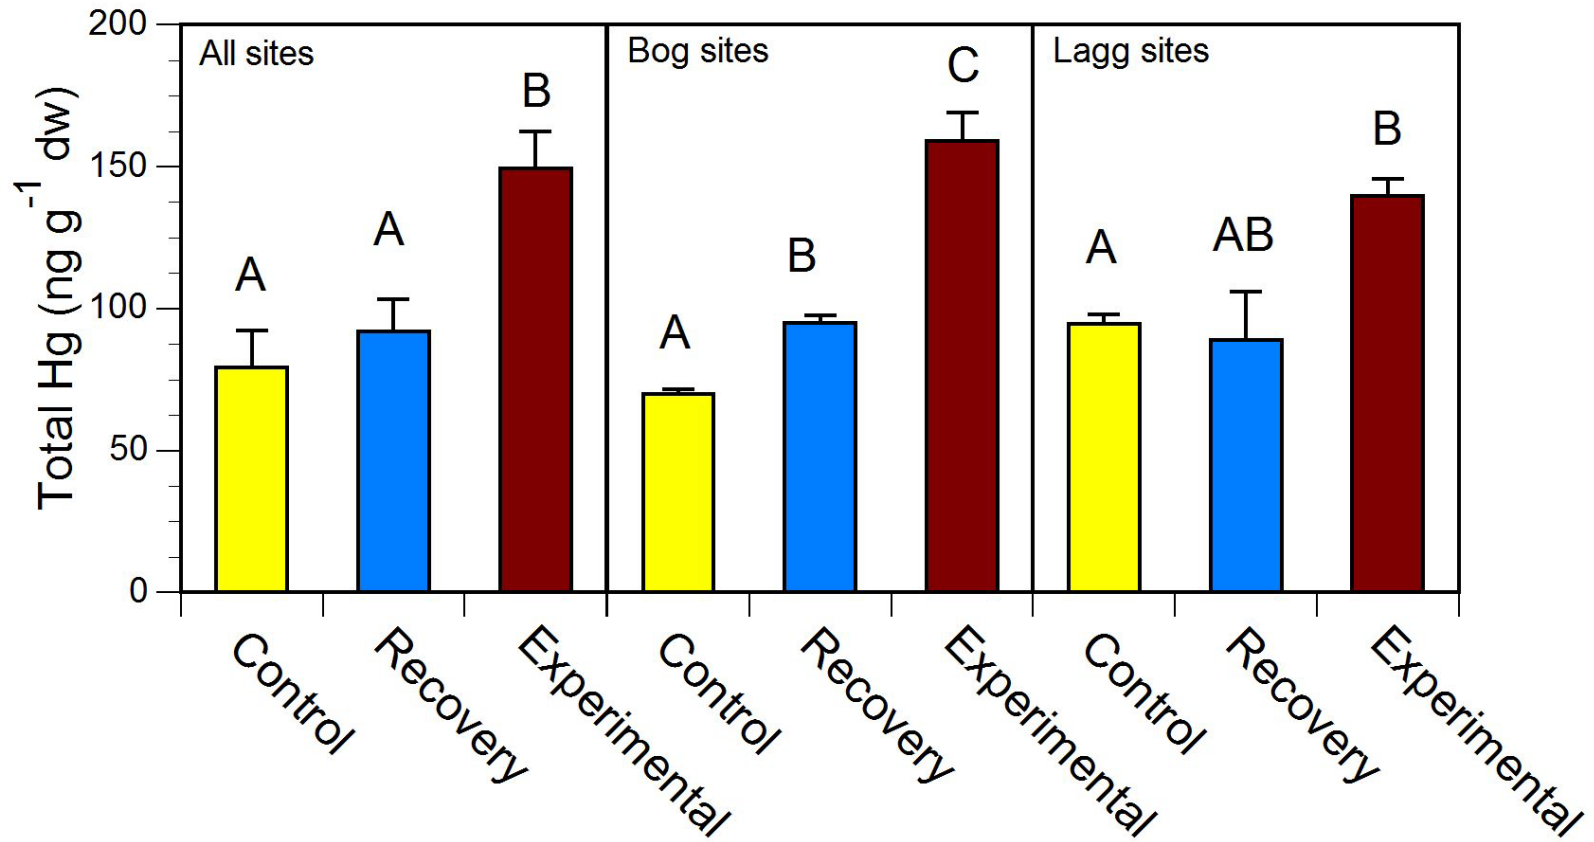 Total Hg (ng g⁻¹ dw)
200
150
100
50
0
All sites
A
A
B
Bog sites
A
B
C
Lagg sites
A
AB
B
Control
Recovery
Experimental
Control
Recovery
Experimental
Control
Recovery
Experimental